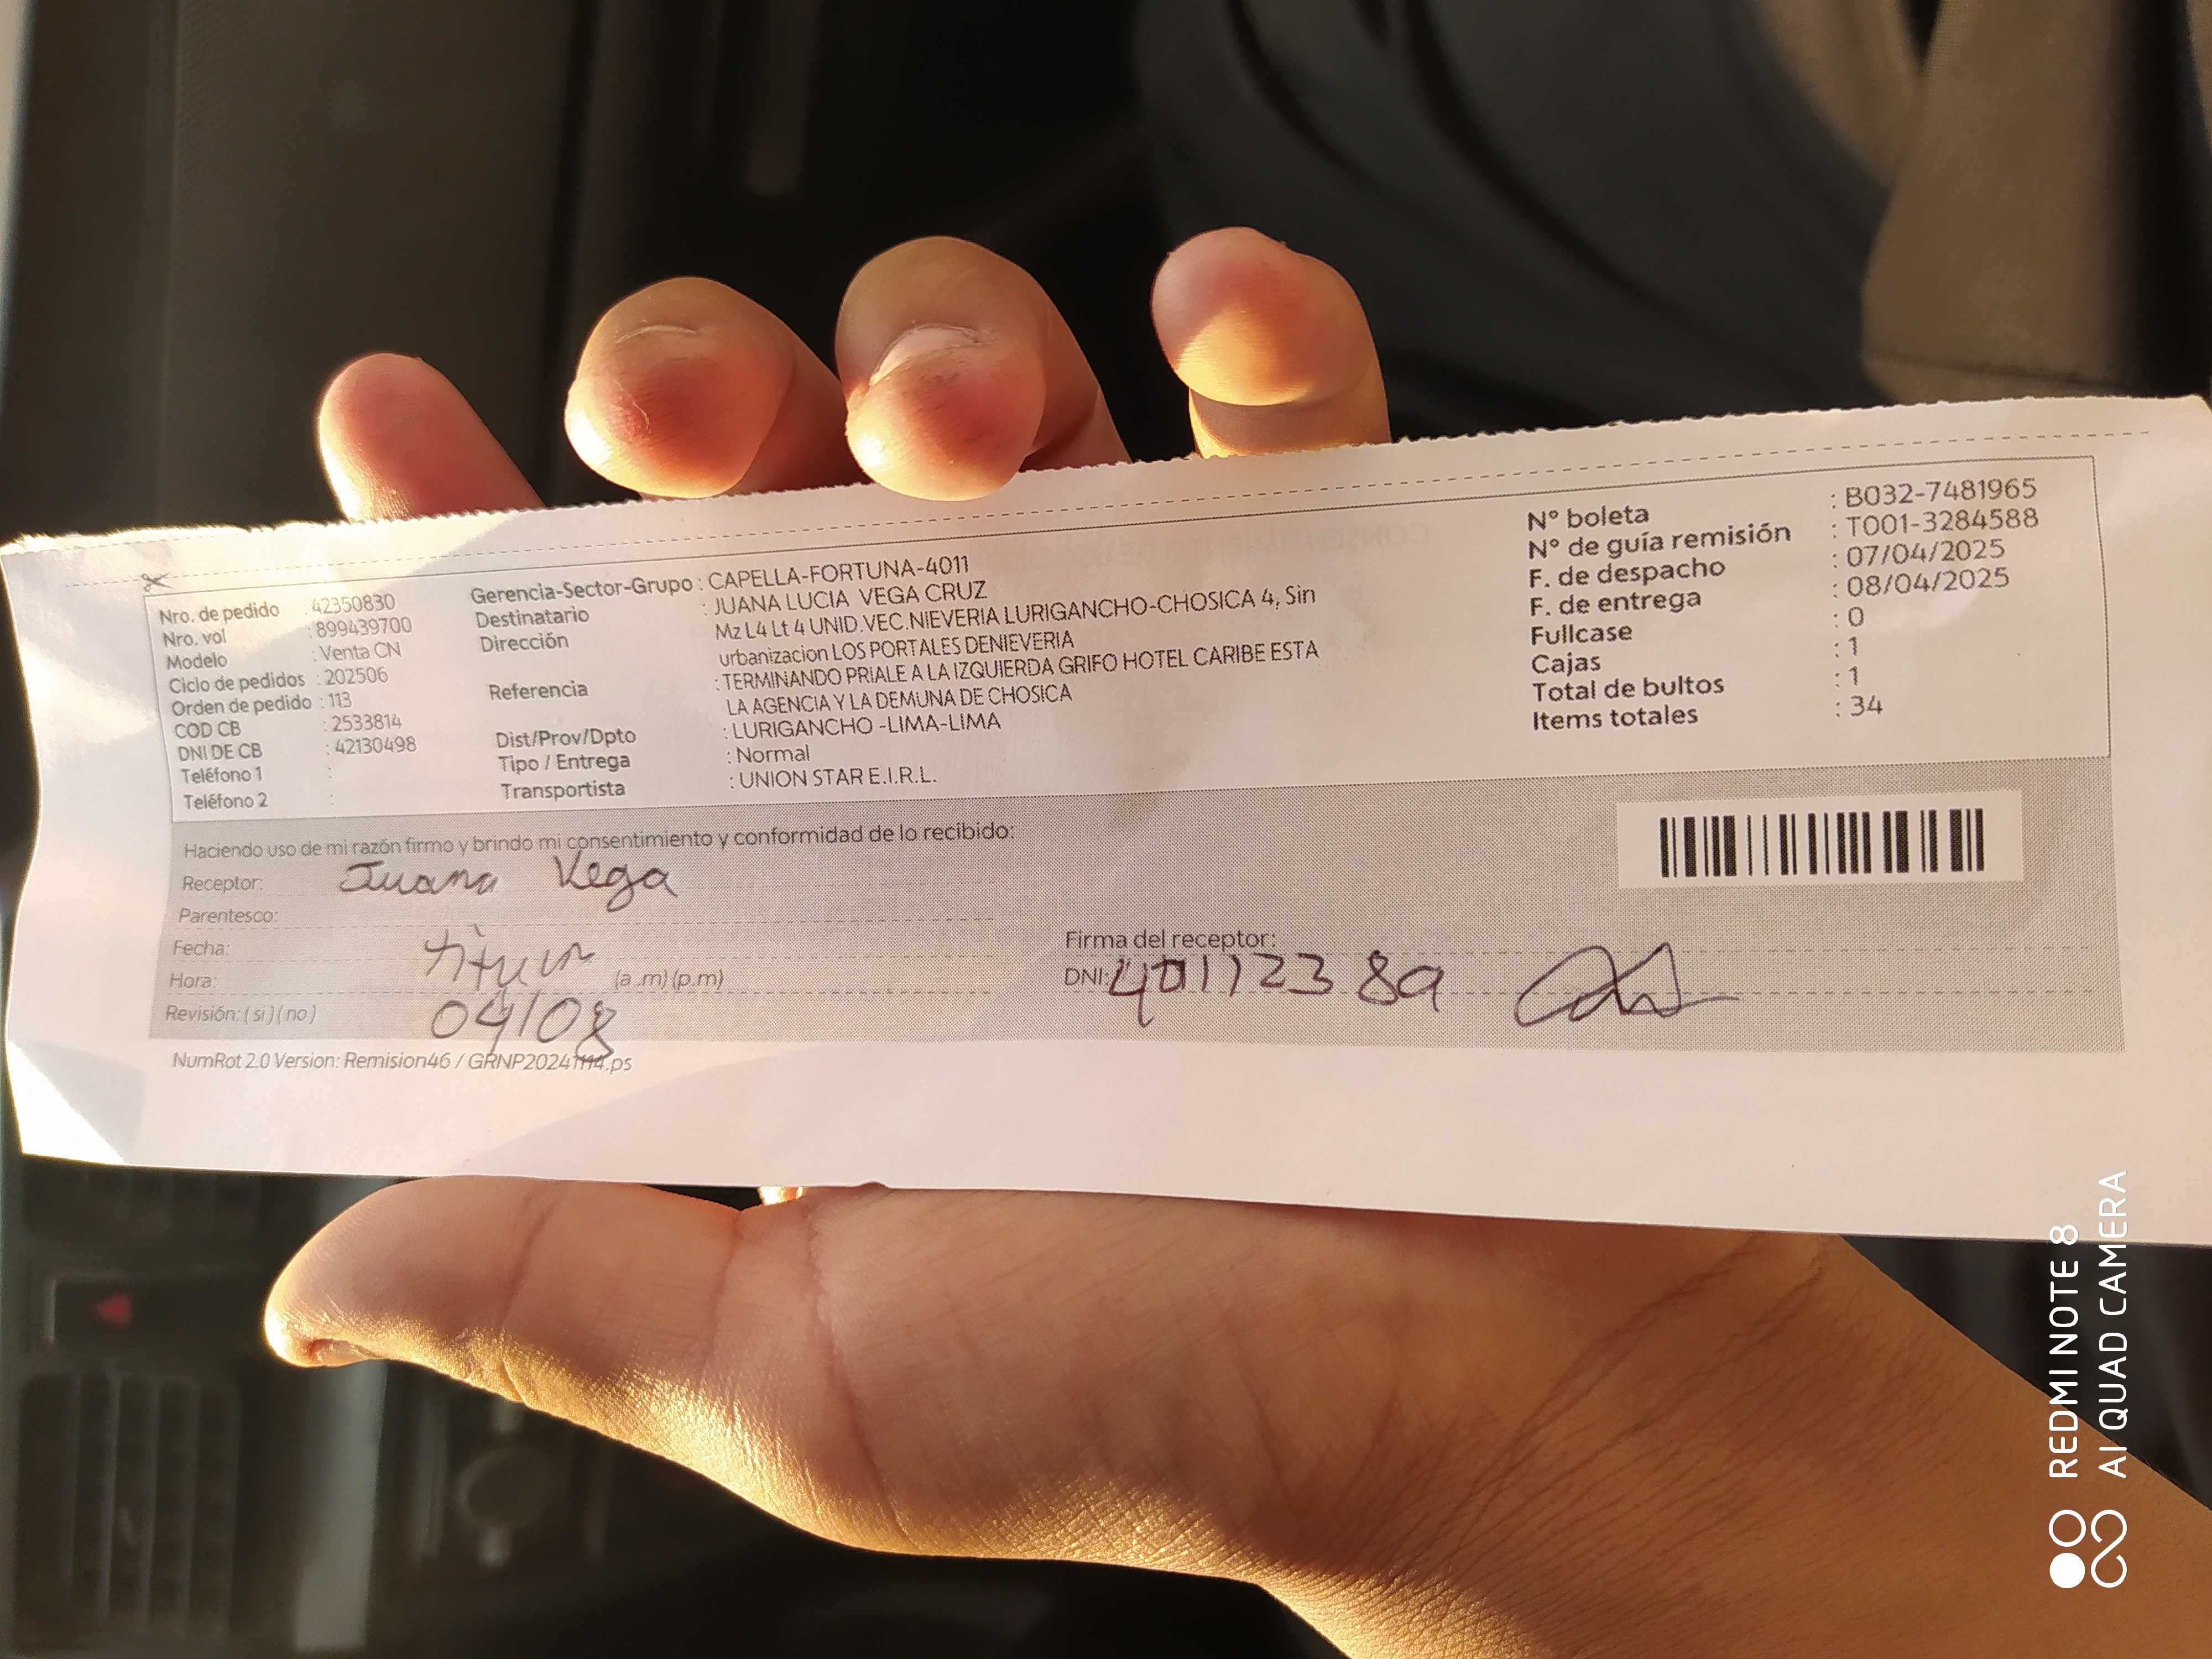 Nro. de pedido : 42350830
Nro. vol : 899439700
Modelo : Venta CN
Ciclo de pedidos : 202506
Orden de pedido : 113
COD CB : 2533814
DNI DE CB : 42130498
Teléfono 1 :
Teléfono 2 :
Gerencia-Sector-Grupo : CAPELLA-FORTUNA-4011
Destinatario : JUANA LUCIA VEGA CRUZ
Dirección Mz L4 Lt 4 UNID.VEC.NIEVERIA LURIGANCHO-CHOSICA 4, Sin
urbanizacion LOS PORTALES DENIEVERIA
Referencia : TERMINANDO PRIALE A LA IZQUIERDA GRIFO HOTEL CARIBE ESTA
LA AGENCIA Y LA DEMUNA DE CHOSICA
Dist/Prov/Dpto : LURIGANCHO -LIMA-LIMA
Tipo / Entrega : Normal
Transportista : UNION STAR E.I.R.L.
N° boleta : B032-7481965
N° de guía remisión : T001-3284588
F. de despacho : 07/04/2025
F. de entrega : 08/04/2025
Fullcase : 0
Cajas : 1
Total de bultos : 1
Items totales : 34
Haciendo uso de mi razón firmo y brindo mi consentimiento y conformidad de lo recibido:
Receptor: Juana Vega
Parentesco:
Fecha:
Hora: (a.m) (p.m)
Revisión: ( si ) ( no ) 04/08
Firma del receptor:
DNI: 40112389
NumRot 2.0 Version: Remision46 / GRNP20241114.ps
REDMI NOTE 8
AI QUAD CAMERA